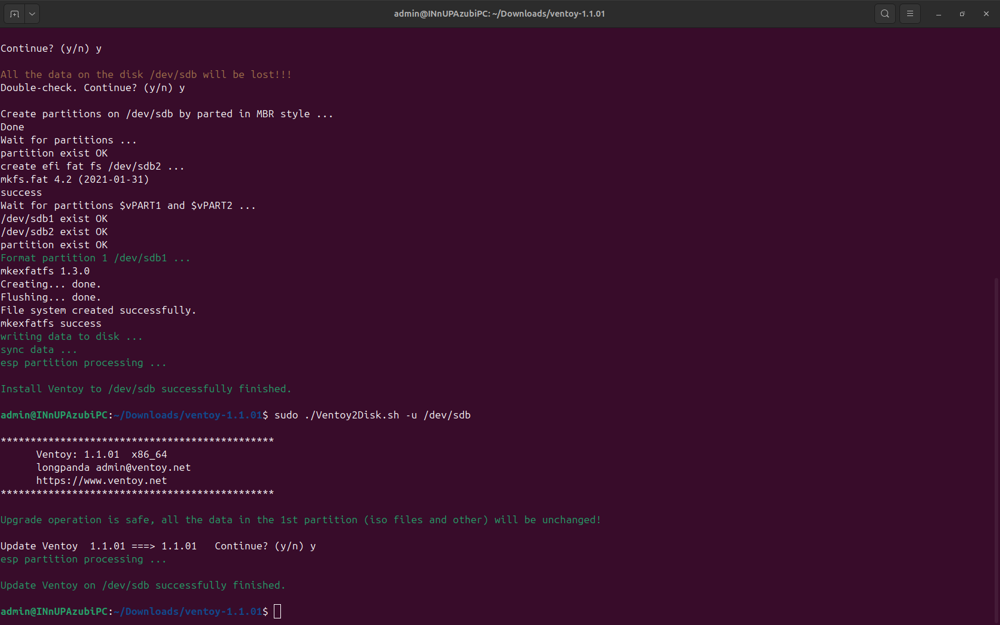 admin@INnUPAzubiPC: ~/Downloads/ventoy-1.1.01
Continue? (y/n) y
All the data on the disk /dev/sdb will be lost!!!
Double-check. Continue? (y/n) y
Create partitions on /dev/sdb by parted in MBR style ...
Done
Wait for partitions ...
partition exist OK
create efi fat fs /dev/sdb2 ...
mkfs.fat 4.2 (2021-01-31)
success
Wait for partitions $vPART1 and $vPART2 ...
/dev/sdb1 exist OK
/dev/sdb2 exist OK
partition exist OK
Format partition 1 /dev/sdb1 ...
mkexfatfs 1.3.0
Creating... done.
Flushing... done.
File system created successfully.
mkexfatfs success
writing data to disk ...
sync data ...
esp partition processing ...
Install Ventoy to /dev/sdb successfully finished.
admin@INnUPAzubiPC:~/Downloads/ventoy-1.1.01$ sudo ./Ventoy2Disk.sh -u /dev/sdb
**********************************************
Ventoy: 1.1.01  x86_64
longpanda admin@ventoy.net
https://www.ventoy.net
**********************************************
Upgrade operation is safe, all the data in the 1st partition (iso files and other) will be unchanged!
Update Ventoy  1.1.01 ===> 1.1.01   Continue? (y/n) y
esp partition processing ...
Update Ventoy on /dev/sdb successfully finished.
admin@INnUPAzubiPC:~/Downloads/ventoy-1.1.01$